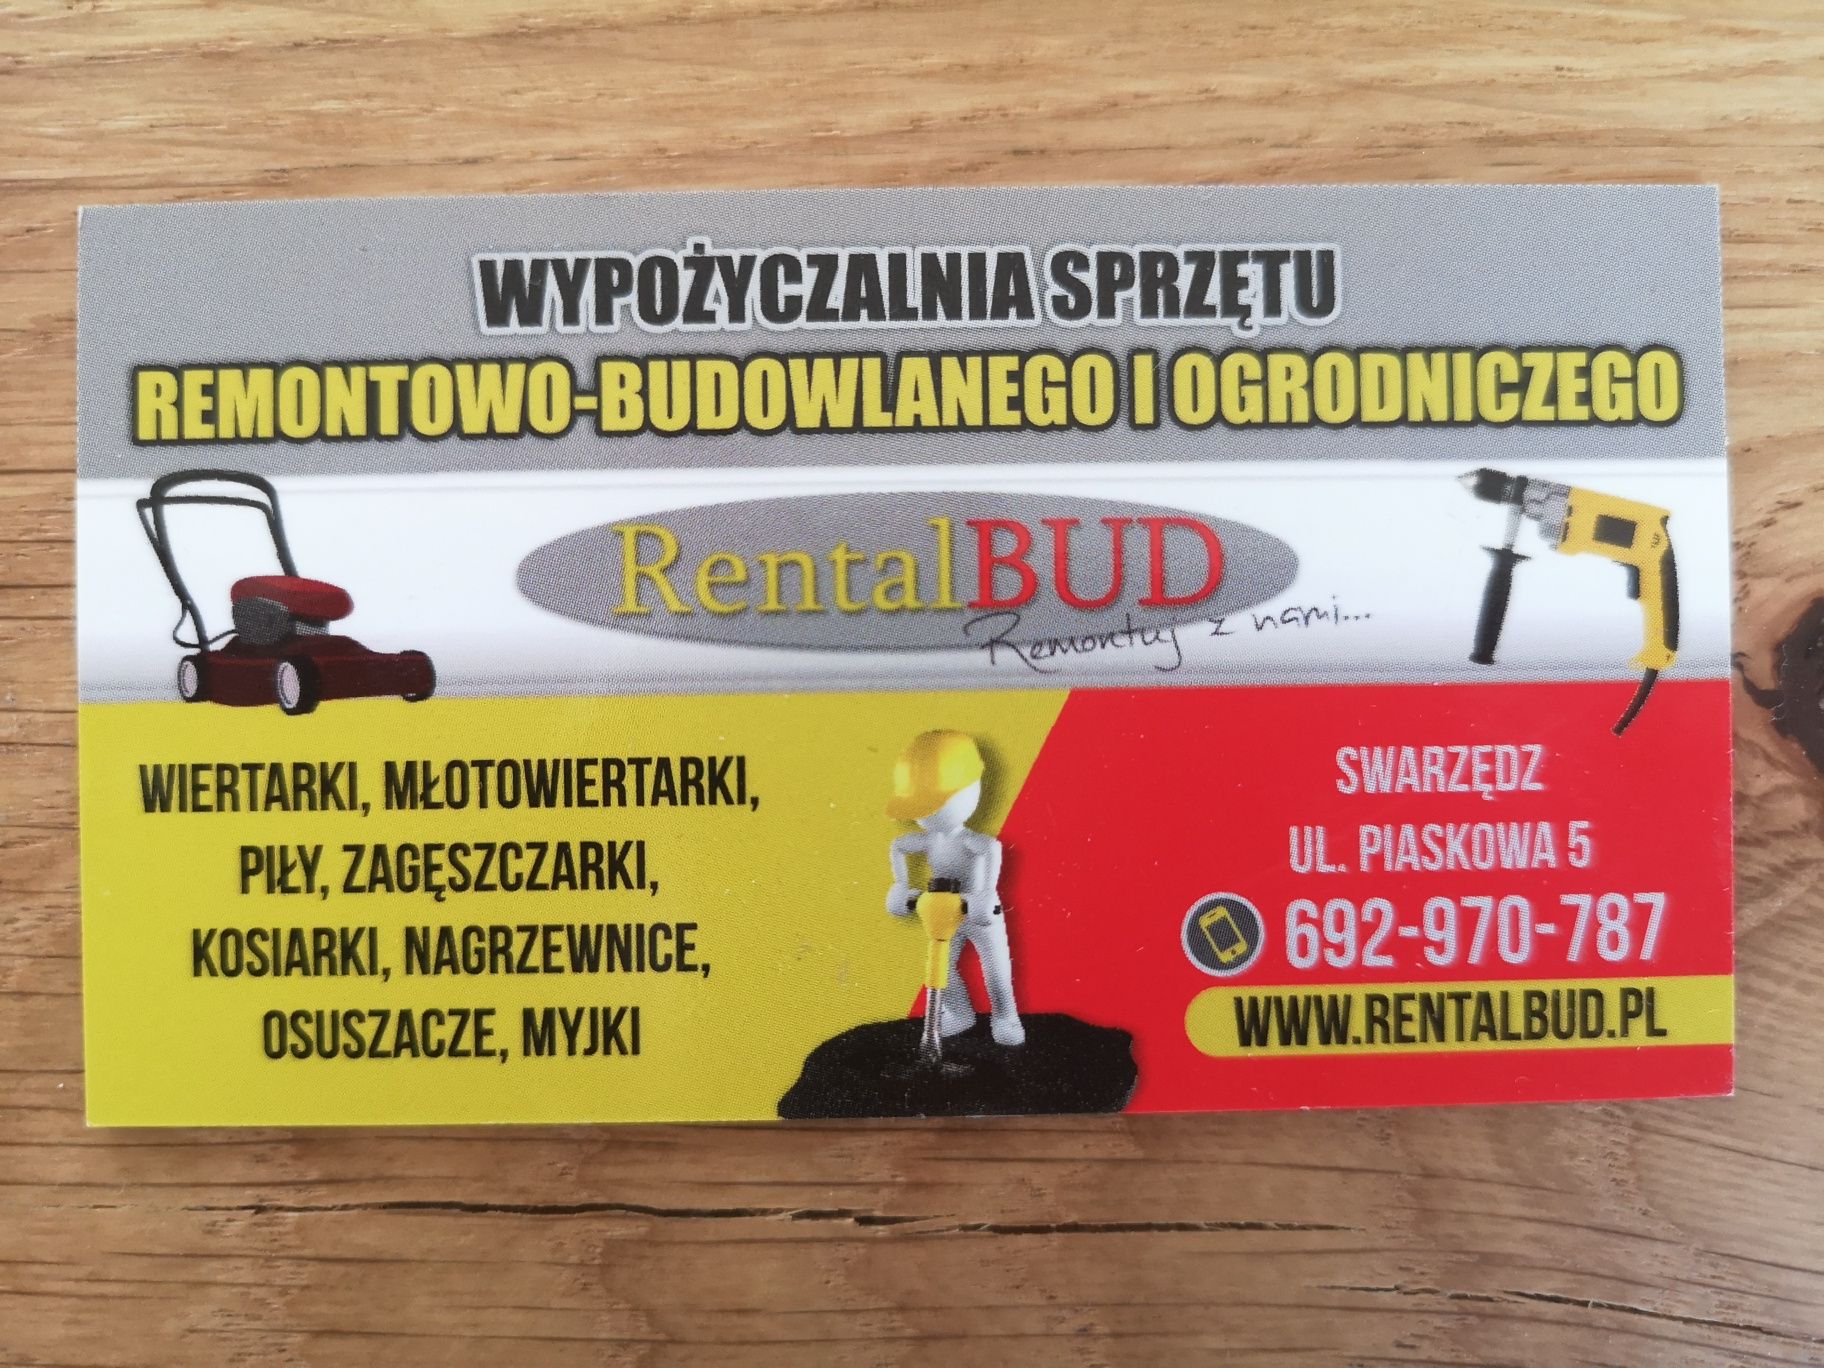 WYPOŻYCZALNIA SPRZĘTU
REMONTOWO-BUDOWLANEGO I OGRODNICZEGO
RentalBUD
Remontuj z nami...
WIERTARKI, MŁOTOWIERTARKI,
PIŁY, ZAGĘSZCZARKI,
KOSIARKI, NAGRZEWNICE,
OSUSZACZE, MYJKI
SWARZĘDZ
UL. PIASKOWA 5
692-970-787
WWW.RENTALBUD.PL